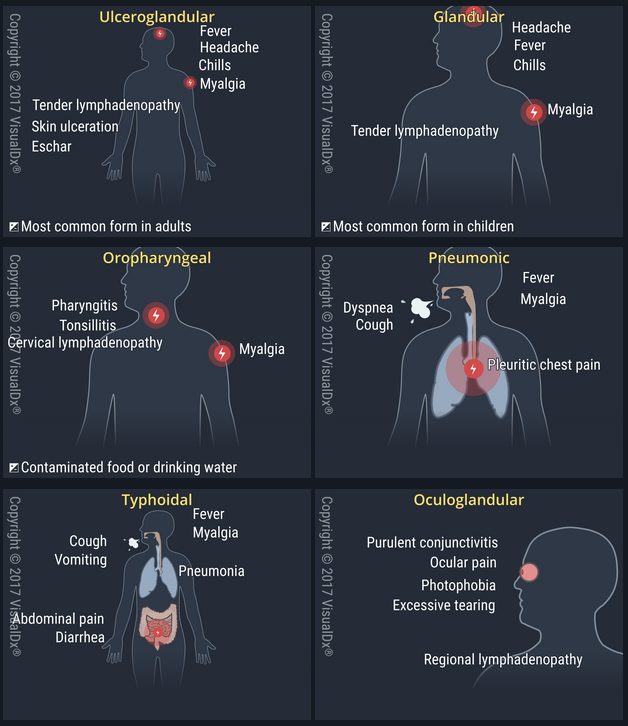 Ulceroglandular
Copyright © 2017 VisualDx®
Fever
Headache
Chills
Myalgia
Tender lymphadenopathy
Skin ulceration
Eschar
Most common form in adults
Glandular
Copyright © 2017 VisualDx®
Headache
Fever
Chills
Myalgia
Tender lymphadenopathy
Most common form in children
Oropharyngeal
Copyright © 2017 VisualDx®
Pharyngitis
Tonsillitis
Cervical lymphadenopathy
Myalgia
Contaminated food or drinking water
Pneumonic
Copyright © 2017 VisualDx®
Fever
Myalgia
Dyspnea
Cough
Pleuritic chest pain
Typhoidal
Copyright © 2017 VisualDx®
Fever
Myalgia
Cough
Vomiting
Pneumonia
Abdominal pain
Diarrhea
Oculoglandular
Copyright © 2017 VisualDx®
Purulent conjunctivitis
Ocular pain
Photophobia
Excessive tearing
Regional lymphadenopathy